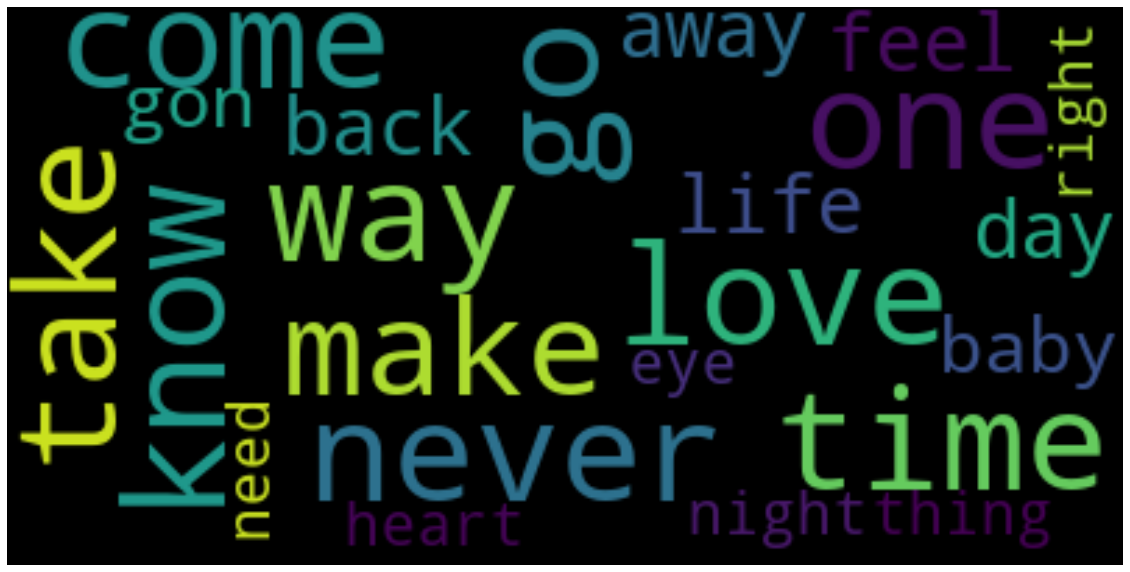 come
go
away
feel
right
gon
back
one
take
know
way
life
day
love
make
eye
baby
need
never
time
heart
night
thing